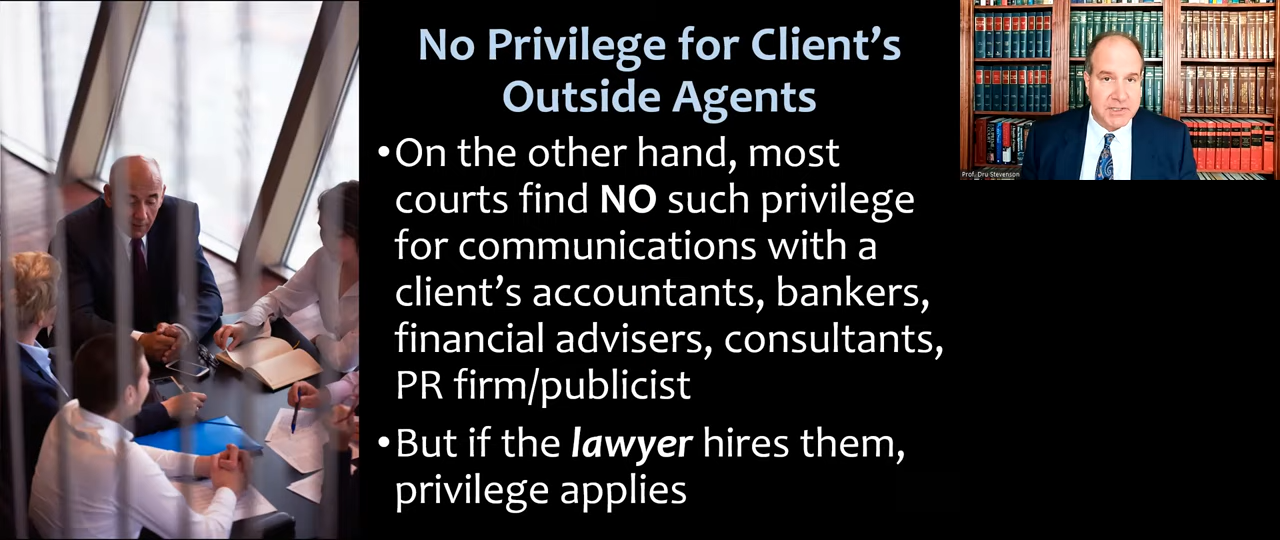 No Privilege for Client’s
Outside Agents
•On the other hand, most
courts find NO such privilege
for communications with a
client’s accountants, bankers,
financial advisers, consultants,
PR firm/publicist
•But if the lawyer hires them,
privilege applies
Prof. Dru Stevenson